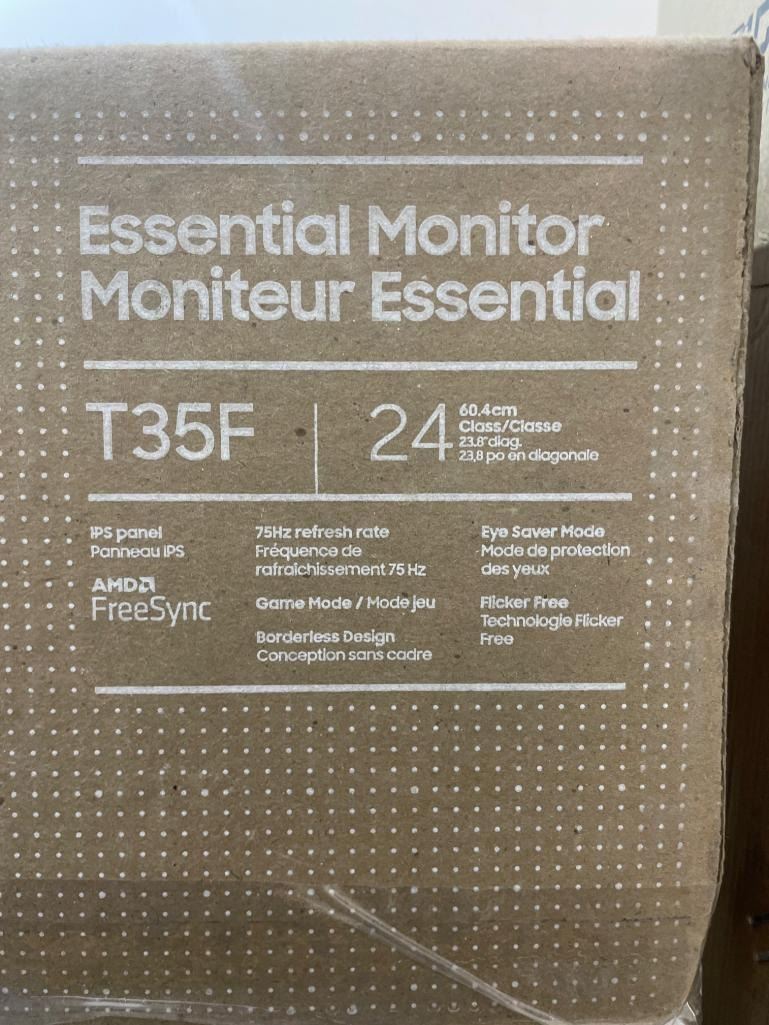 Essential Monitor
Moniteur Essential
T35F
24
60.4cm
Class/Classe
23.8"diag.
23,8 po en diagonale
IPS panel
Panneau IPS
AMD
FreeSync
75Hz refresh rate
Fréquence de
rafraîchissement 75 Hz
Game Mode / Mode jeu
Borderless Design
Conception sans cadre
Eye Saver Mode
Mode de protection
des yeux
Flicker Free
Technologie Flicker
Free